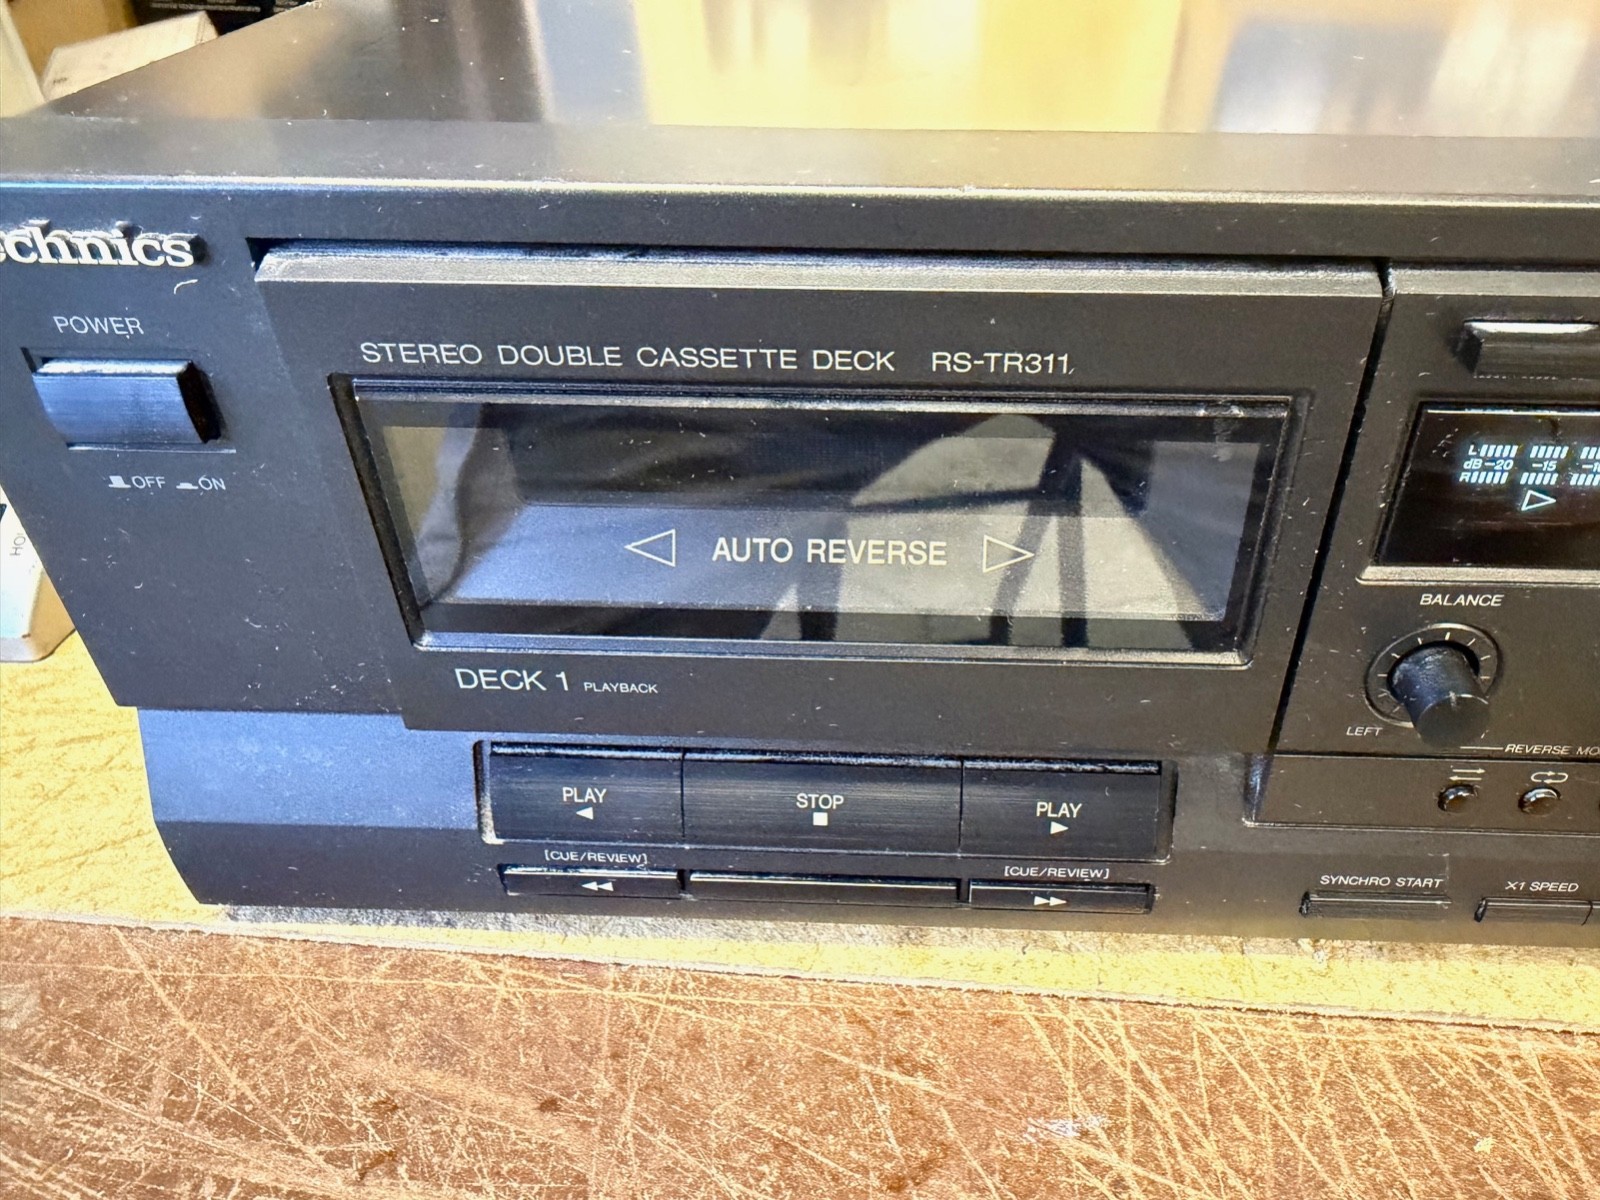 echnics
POWER
OFF ON
STEREO DOUBLE CASSETTE DECK RS-TR311
AUTO REVERSE
DECK 1 PLAYBACK
PLAY
STOP
PLAY
[CUE/REVIEW]
[CUE/REVIEW]
L
dB -20 -15
R
BALANCE
LEFT
REVERSE
SYNCHRO START
X1 SPEED